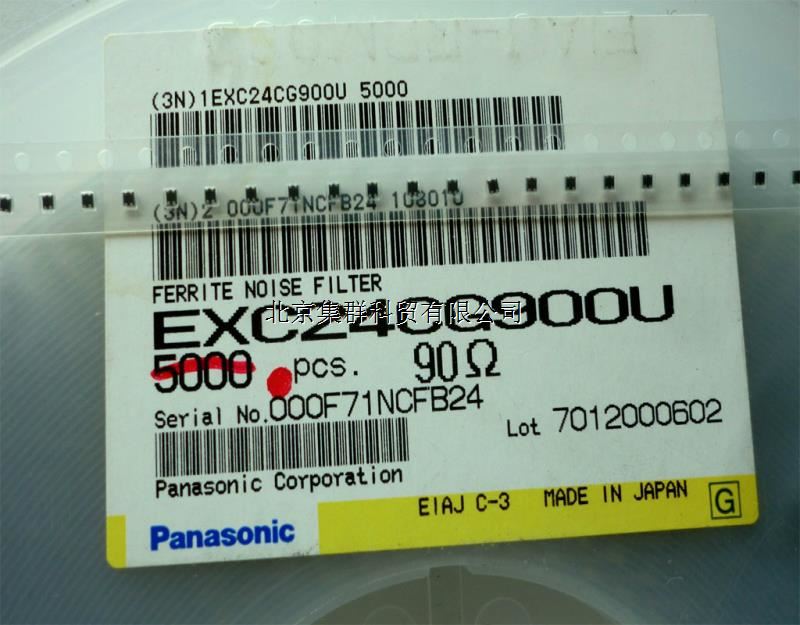 (3N)1EXC24CG900U 5000
(3N)2 000F71NCFB24 108010
FERRITE NOISE FILTER
北京集群科贸有限公司
EXC24CG900U
5000 pcs. 90Ω
Serial No.000F71NCFB24
Lot 7012000602
Panasonic Corporation
EIAJ C-3 MADE IN JAPAN G
Panasonic